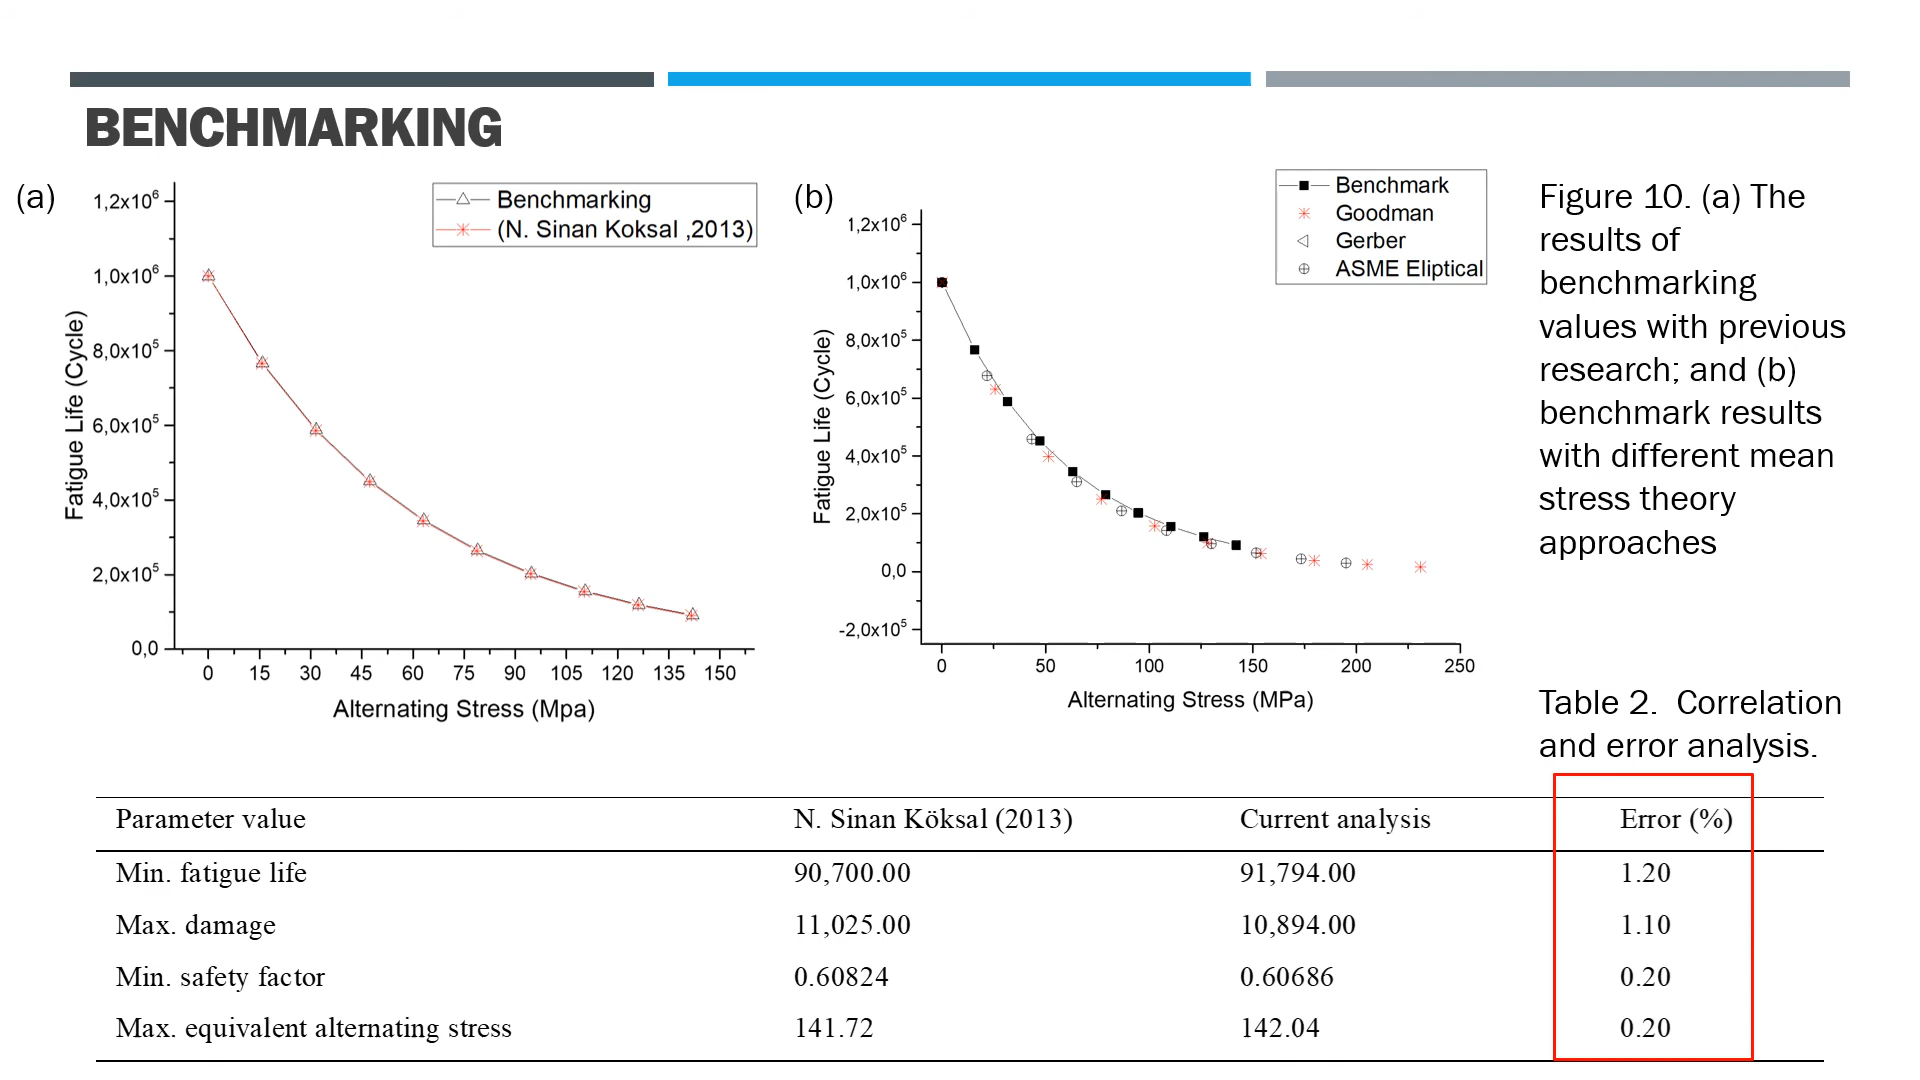 BENCHMARKING
(a)
1,2x10⁶
1,0x10⁶
8,0x10⁵
6,0x10⁵
4,0x10⁵
2,0x10⁵
0,0
Fatigue Life (Cycle)
Benchmarking
(N. Sinan Koksal ,2013)
0 15 30 45 60 75 90 105 120 135 150
Alternating Stress (Mpa)
(b)
1,2x10⁶
1,0x10⁶
8,0x10⁵
6,0x10⁵
4,0x10⁵
2,0x10⁵
0,0
-2,0x10⁵
Fatigue Life (Cycle)
Benchmark
Goodman
Gerber
ASME Eliptical
0 50 100 150 200 250
Alternating Stress (MPa)
Figure 10. (a) The
results of
benchmarking
values with previous
research; and (b)
benchmark results
with different mean
stress theory
approaches
Table 2. Correlation
and error analysis.
Parameter value N. Sinan Köksal (2013) Current analysis Error (%)
Min. fatigue life 90,700.00 91,794.00 1.20
Max. damage 11,025.00 10,894.00 1.10
Min. safety factor 0.60824 0.60686 0.20
Max. equivalent alternating stress 141.72 142.04 0.20